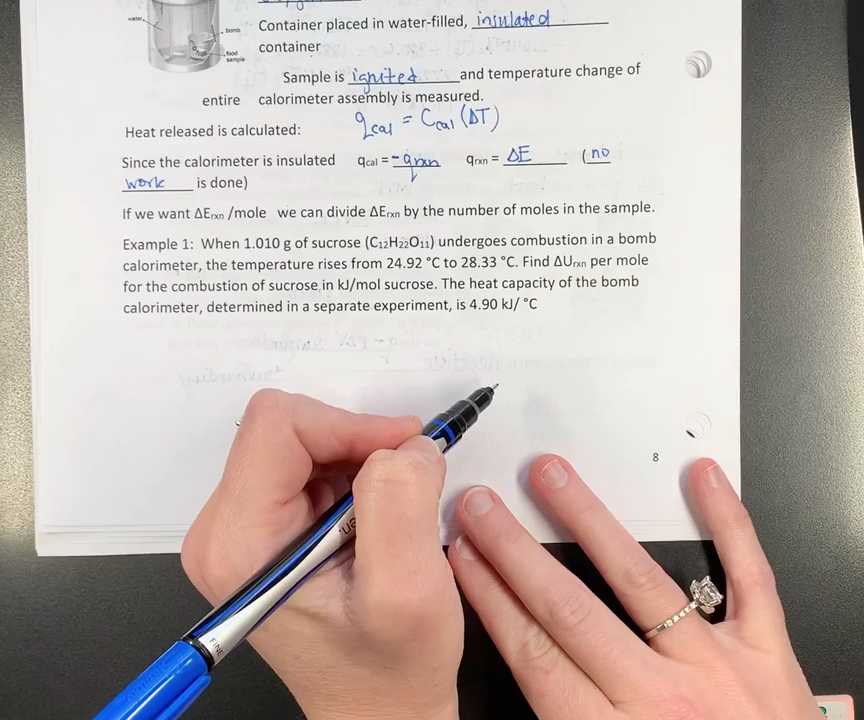 water
bomb
food
sample
Container placed in water-filled, insulated
container
Sample is ignited and temperature change of
entire calorimeter assembly is measured.
Heat released is calculated: qcal = Ccal (ΔT)
Since the calorimeter is insulated qcal = -qrxn qrxn = ΔE (no
work is done)
If we want ΔErxn /mole we can divide ΔErxn by the number of moles in the sample.
Example 1: When 1.010 g of sucrose (C12H22O11) undergoes combustion in a bomb
calorimeter, the temperature rises from 24.92 °C to 28.33 °C. Find ΔUrxn per mole
for the combustion of sucrose in kJ/mol sucrose. The heat capacity of the bomb
calorimeter, determined in a separate experiment, is 4.90 kJ/ °C
8
FINE